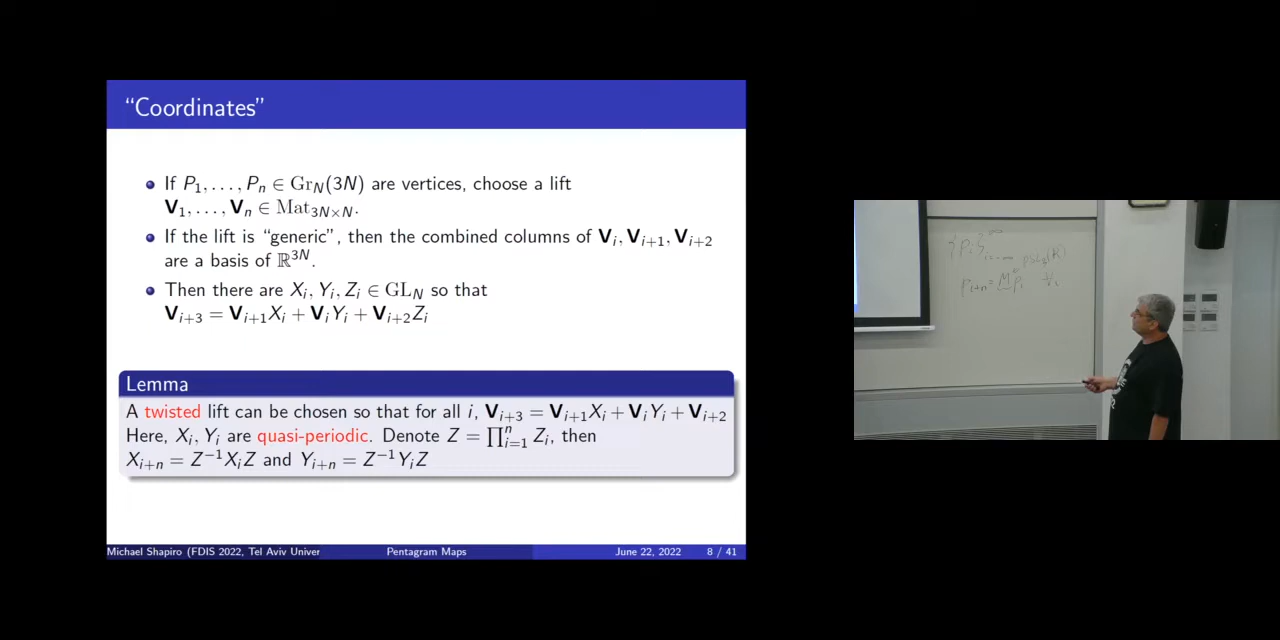 “Coordinates”
If P₁, . . . , Pₙ ∈ Gr_N(3N) are vertices, choose a lift
V₁, . . . , Vₙ ∈ Mat_{3N×N}.
If the lift is “generic”, then the combined columns of V_i, V_{i+1}, V_{i+2}
are a basis of ℝ^{3N}.
Then there are X_i, Y_i, Z_i ∈ GL_N so that
V_{i+3} = V_{i+1}X_i + V_iY_i + V_{i+2}Z_i
Lemma
A twisted lift can be chosen so that for all i, V_{i+3} = V_{i+1}X_i + V_iY_i + V_{i+2}
Here, X_i, Y_i are quasi-periodic. Denote Z = ∏_{i=1}^{n} Z_i, then
X_{i+n} = Z^{-1}X_iZ and Y_{i+n} = Z^{-1}Y_iZ
Michael Shapiro (FDIS 2022, Tel Aviv Univer
Pentagram Maps
June 22, 2022
8 / 41